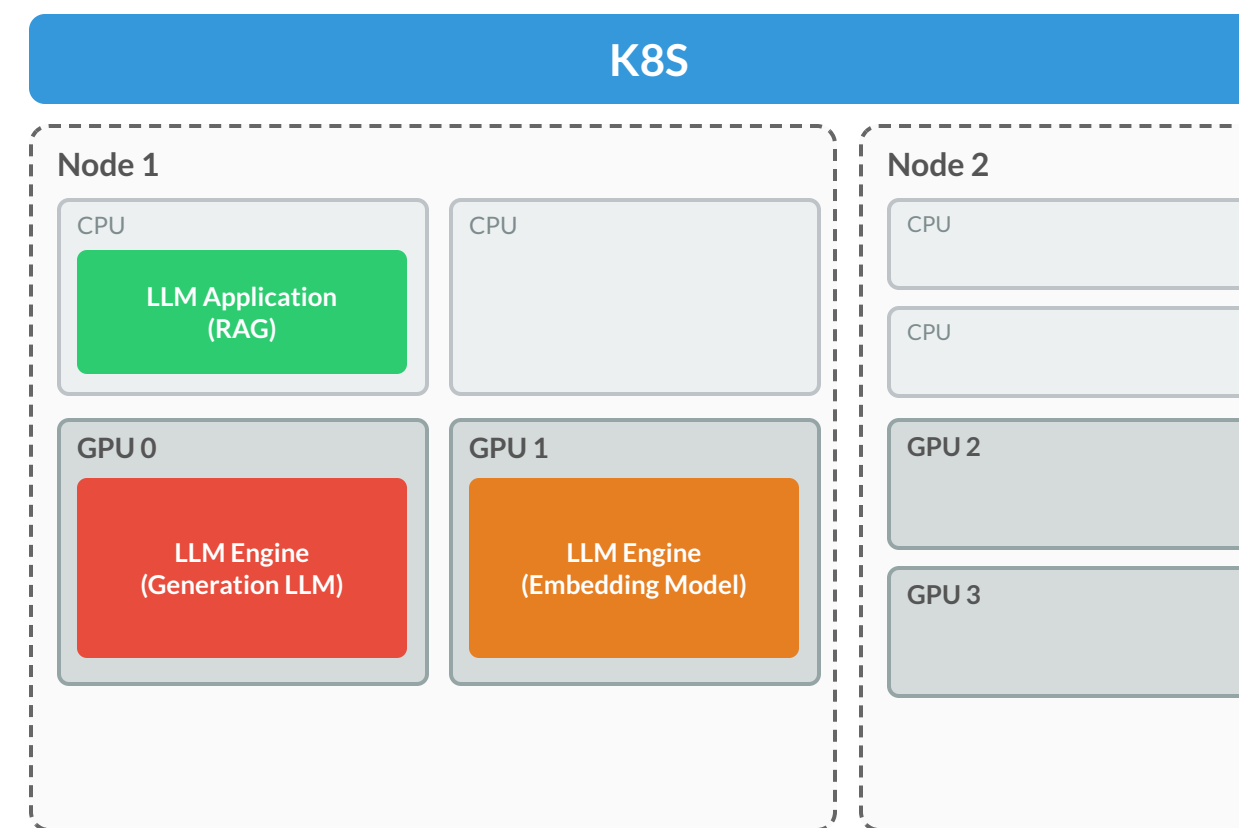 K8S
Node 1
CPU
LLM Application
(RAG)
CPU
GPU 0
LLM Engine
(Generation LLM)
GPU 1
LLM Engine
(Embedding Model)
Node 2
CPU
CPU
GPU 2
GPU 3